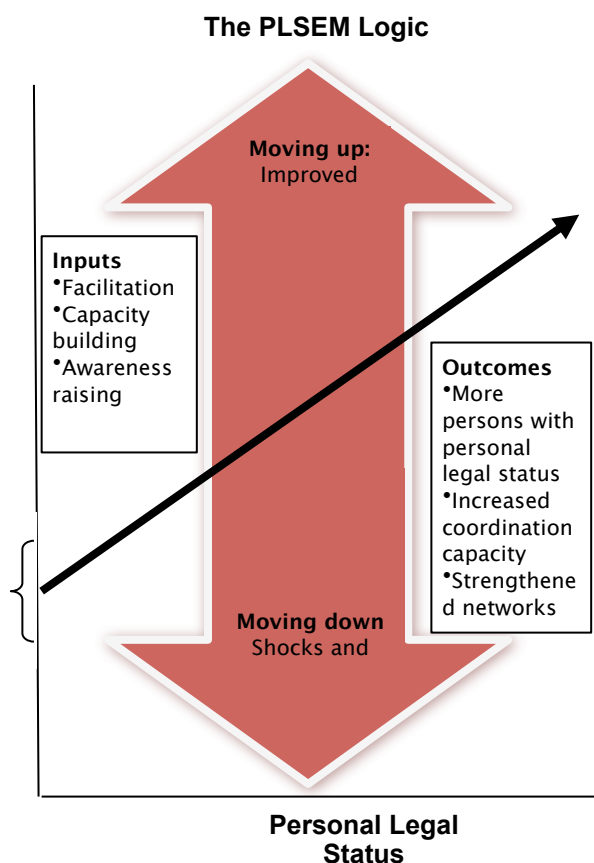 The PLSEM Logic
Moving up:
Improved
Inputs
•Facilitation
•Capacity
building
•Awareness
raising
Outcomes
•More
persons with
personal
legal status
•Increased
coordination
capacity
•Strengthene
d networks
Moving down
Shocks and
Personal Legal
Status